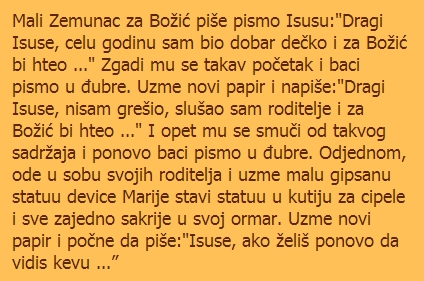 Mali Zemunac za Božić piše pismo Isusu:"Dragi
Isuse, celu godinu sam bio dobar dečko i za Božić
bi hteo ..." Zgadi mu se takav početak i baci
pismo u đubre. Uzme novi papir i napiše:"Dragi
Isuse, nisam grešio, slušao sam roditelje i za
Božić bi hteo ..." I opet mu se smuči od takvog
sadržaja i ponovo baci pismo u đubre. Odjednom,
ode u sobu svojih roditelja i uzme malu gipsanu
statuu device Marije stavi statuu u kutiju za cipele
i sve zajedno sakrije u svoj ormar. Uzme novi
papir i počne da piše:"Isuse, ako želiš ponovo da
vidis kevu ...”